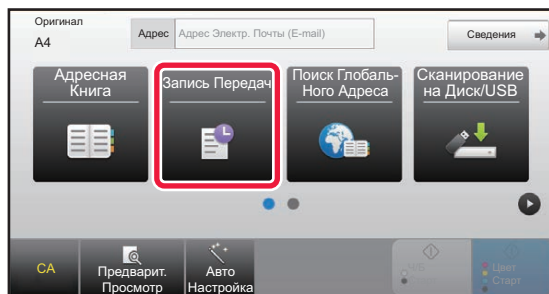 Оригинал
A4
Адрес
Адрес Электр. Почты (E-mail)
Сведения
Адресная
Книга
Запись Передач
Поиск Глобаль-
Ного Адреса
Сканирование
на Диск/USB
CA
Предварит.
Просмотр
Авто
Настройка
Ч/Б
Старт
Цвет
Старт